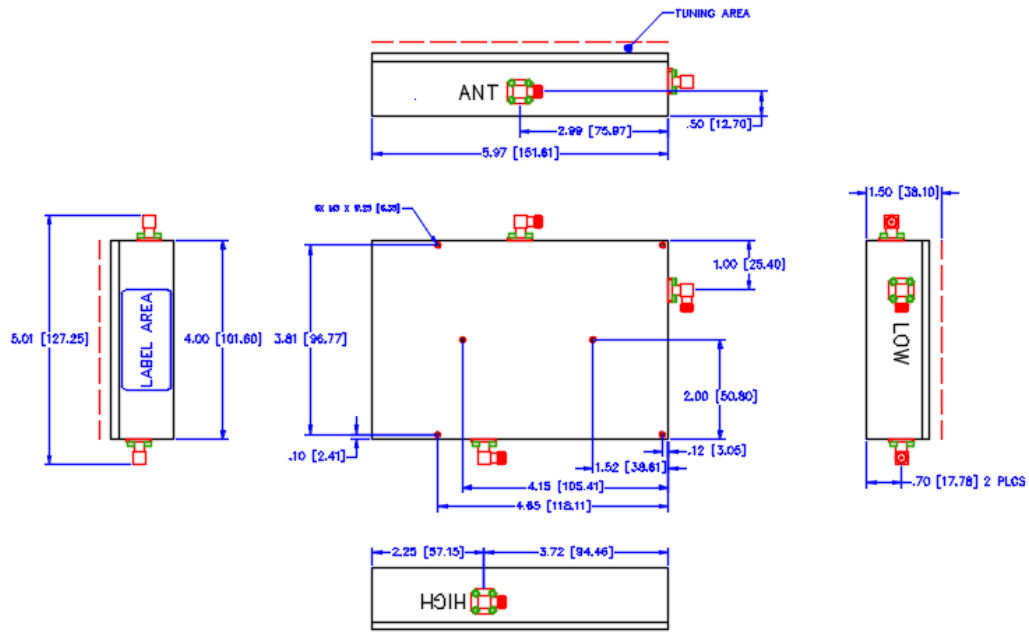 TUNING AREA
ANT
.50 [12.70]
2.99 [75.97]
5.97 [151.61]
1.50 [38.10]
1.00 [25.40]
5.01 [127.25]
LABEL AREA
4.00 [101.60]
3.81 [96.77]
LOW
2.00 [50.80]
.10 [2.41]
.12 [3.05]
1.52 [38.61]
4.15 [105.41]
.70 [17.78] 2 PLCS
4.65 [118.11]
2.25 [57.15]
3.72 [94.46]
HIGH